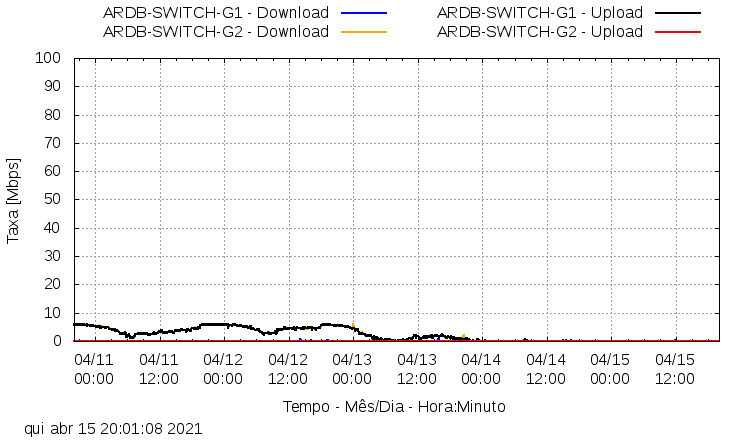 ARDB-SWITCH-G1 - Download
ARDB-SWITCH-G1 - Upload
ARDB-SWITCH-G2 - Download
ARDB-SWITCH-G2 - Upload
Taxa [Mbps]
100
90
80
70
60
50
40
30
20
10
0
04/11 04/11 04/12 04/12 04/13 04/13 04/14 04/14 04/15 04/15
00:00 12:00 00:00 12:00 00:00 12:00 00:00 12:00 00:00 12:00
Tempo - Mês/Dia - Hora:Minuto
qui abr 15 20:01:08 2021